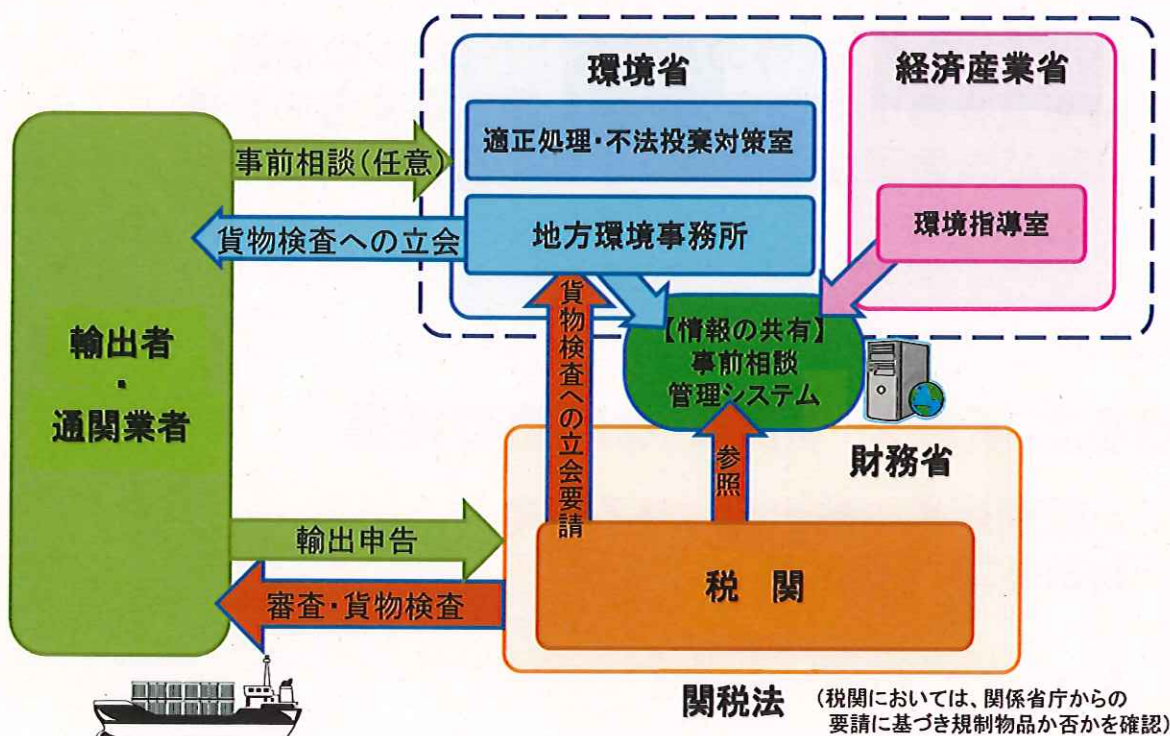 環境省
経済産業省
適正処理・不法投棄対策室
事前相談(任意)
地方環境事務所
環境指導室
貨物検査への立会
貨物検査への立会要請
【情報の共有】
事前相談
管理システム
輸出者
・
通関業者
参照
財務省
輸出申告
税 関
審査・貨物検査
関税法
(税関においては、関係省庁からの
要請に基づき規制物品か否かを確認)